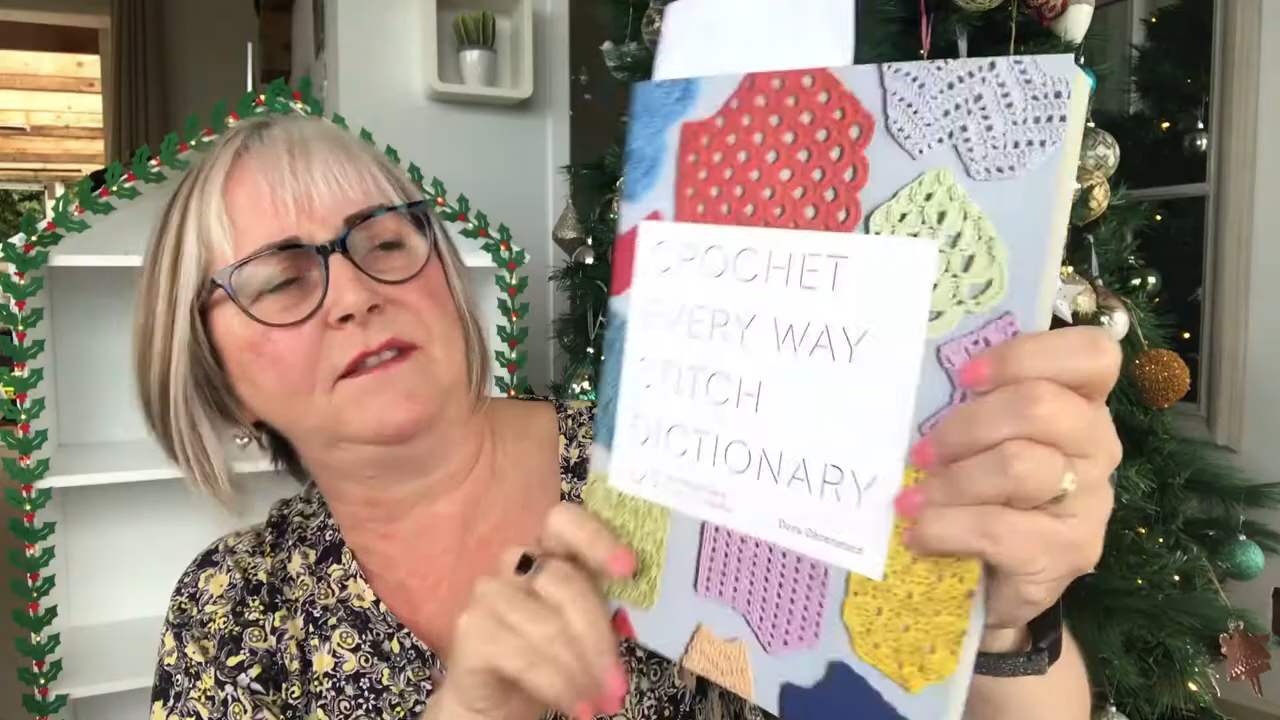 CROCHET
EVERY WAY
STITCH
DICTIONARY
Dora Ohrenstein